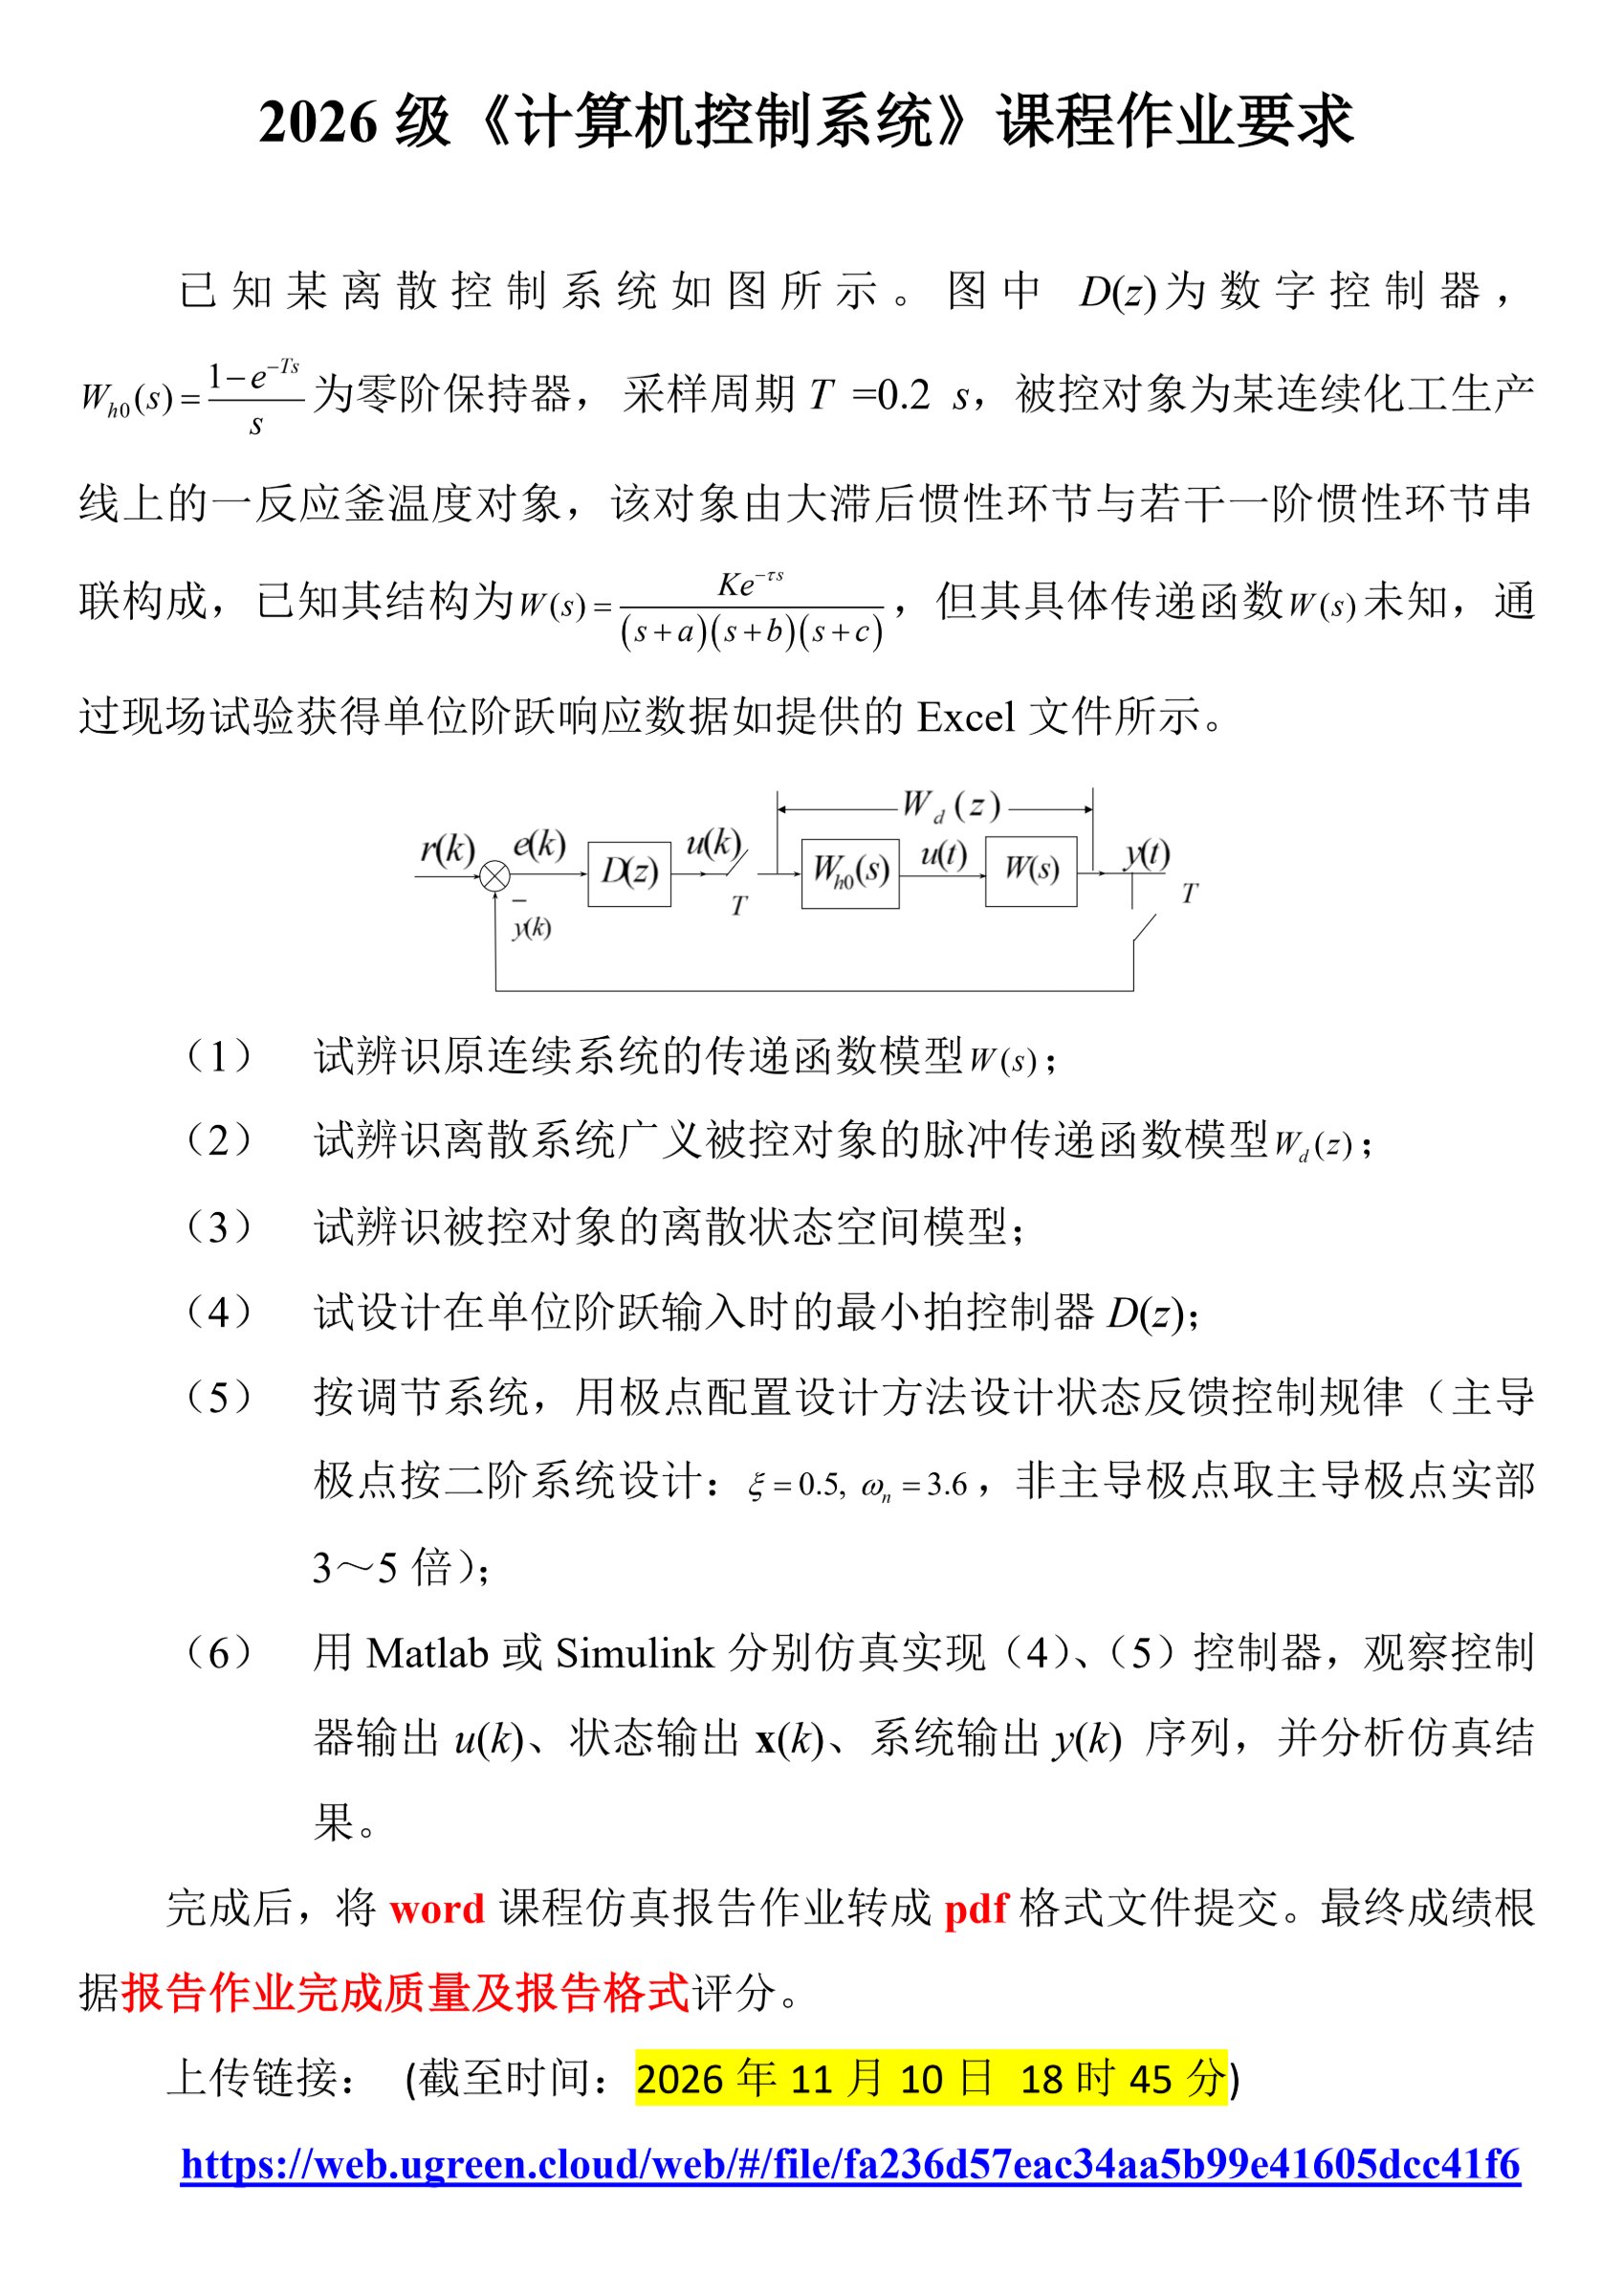 2026 级《计算机控制系统》课程作业要求
已知某离散控制系统如图所示。图中 D(z)为数字控制器，
W_{h0}(s) = \frac{1-e^{-Ts}}{s} 为零阶保持器， 采样周期 T =0.2 s，被控对象为某连续化工生产
线上的一反应釜温度对象，该对象由大滞后惯性环节与若干一阶惯性环节串
联构成，已知其结构为W(s) = \frac{Ke^{-τs}}{(s+a)(s+b)(s+c)}，但其具体传递函数W(s)未知，通
过现场试验获得单位阶跃响应数据如提供的 Excel 文件所示。
W_d(z)
r(k) e(k) D(z) u(k) W_{h0}(s) u(t) W(s) y(t)
T T
− y(k)
（1） 试辨识原连续系统的传递函数模型W(s)；
（2） 试辨识离散系统广义被控对象的脉冲传递函数模型W_d(z)；
（3） 试辨识被控对象的离散状态空间模型；
（4） 试设计在单位阶跃输入时的最小拍控制器 D(z)；
（5） 按调节系统，用极点配置设计方法设计状态反馈控制规律（主导
极点按二阶系统设计：ξ = 0.5, ω_n = 3.6，非主导极点取主导极点实部
3～5 倍）；
（6） 用 Matlab 或 Simulink 分别仿真实现（4）、（5）控制器，观察控制
器输出 u(k)、状态输出 x(k)、系统输出 y(k) 序列，并分析仿真结
果。
完成后，将 word 课程仿真报告作业转成 pdf 格式文件提交。最终成绩根
据报告作业完成质量及报告格式评分。
上传链接： (截至时间：2026 年 11 月 10 日 18 时 45 分)
https://web.ugreen.cloud/web/#/file/fa236d57eac34aa5b99e41605dcc41f6